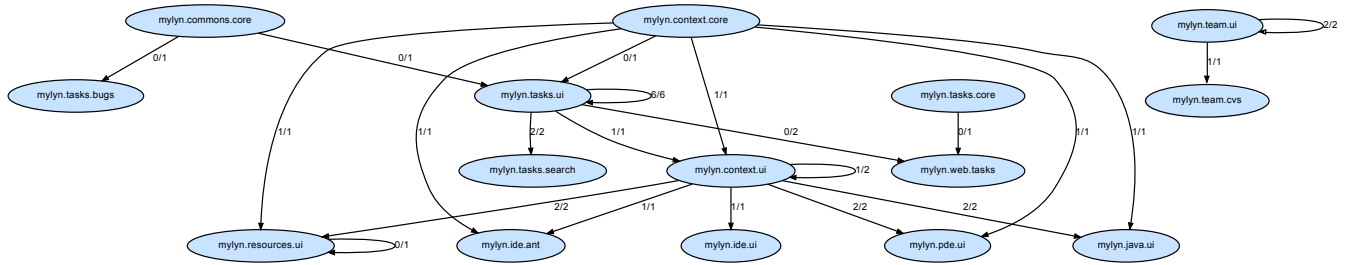 mylyn.commons.core
mylyn.context.core
mylyn.team.ui
2/2
0/1
0/1
0/1
1/1
mylyn.tasks.bugs
mylyn.tasks.ui
6/6
1/1
mylyn.tasks.core
mylyn.team.cvs
1/1
1/1
2/2
1/1
0/2
0/1
1/1
1/1
mylyn.tasks.search
mylyn.context.ui
1/2
mylyn.web.tasks
2/2
1/1
1/1
2/2
2/2
mylyn.resources.ui
0/1
mylyn.ide.ant
mylyn.ide.ui
mylyn.pde.ui
mylyn.java.ui